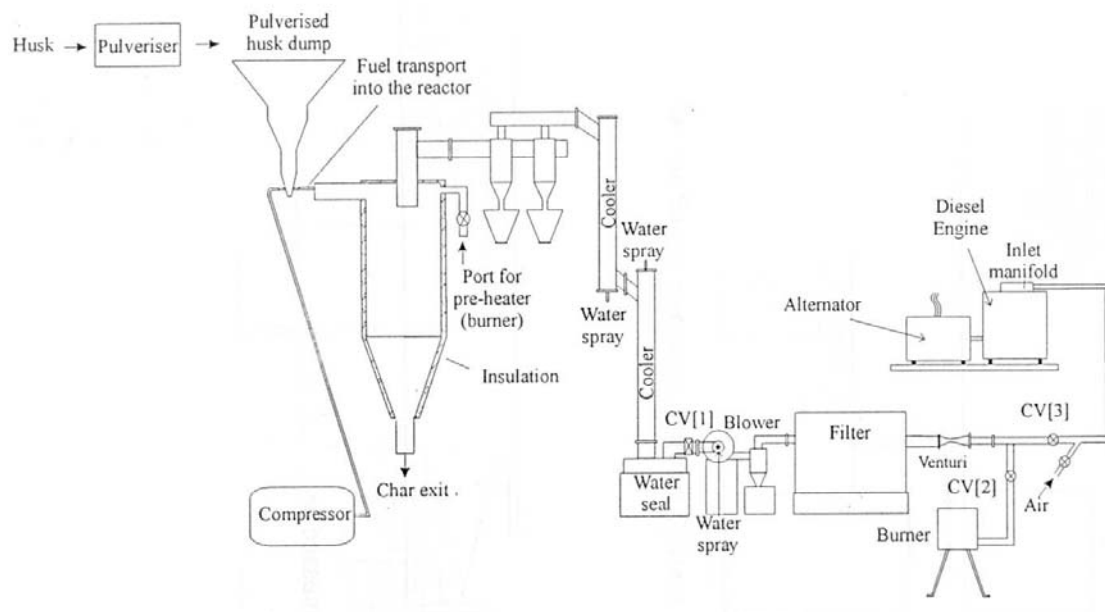 Husk
Pulveriser
Pulverised
husk dump
Fuel transport
into the reactor
Cooler
Water
spray
Port for
pre-heater
(burner)
Water
spray
Cooler
Insulation
Char exit .
Compressor
Water
seal
CV[1]
Blower
Water
spray
Filter
Venturi
CV[2]
CV[3]
Air
Burner
Diesel
Engine
Inlet
manifold
Alternator